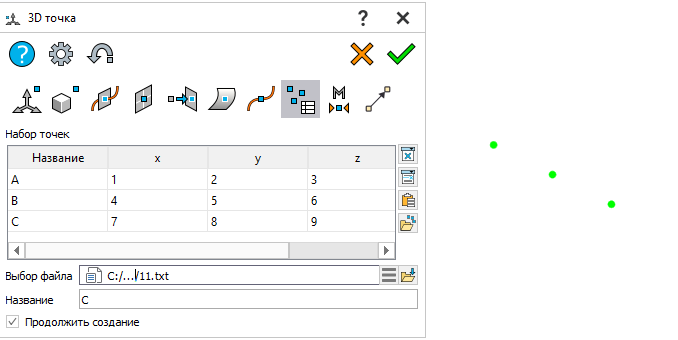 3D точка ? ×
?
M
Набор точек
Название x y z
A 1 2 3
B 4 5 6
C 7 8 9
Выбор файла C:/.../11.txt
Название C
Продолжить создание